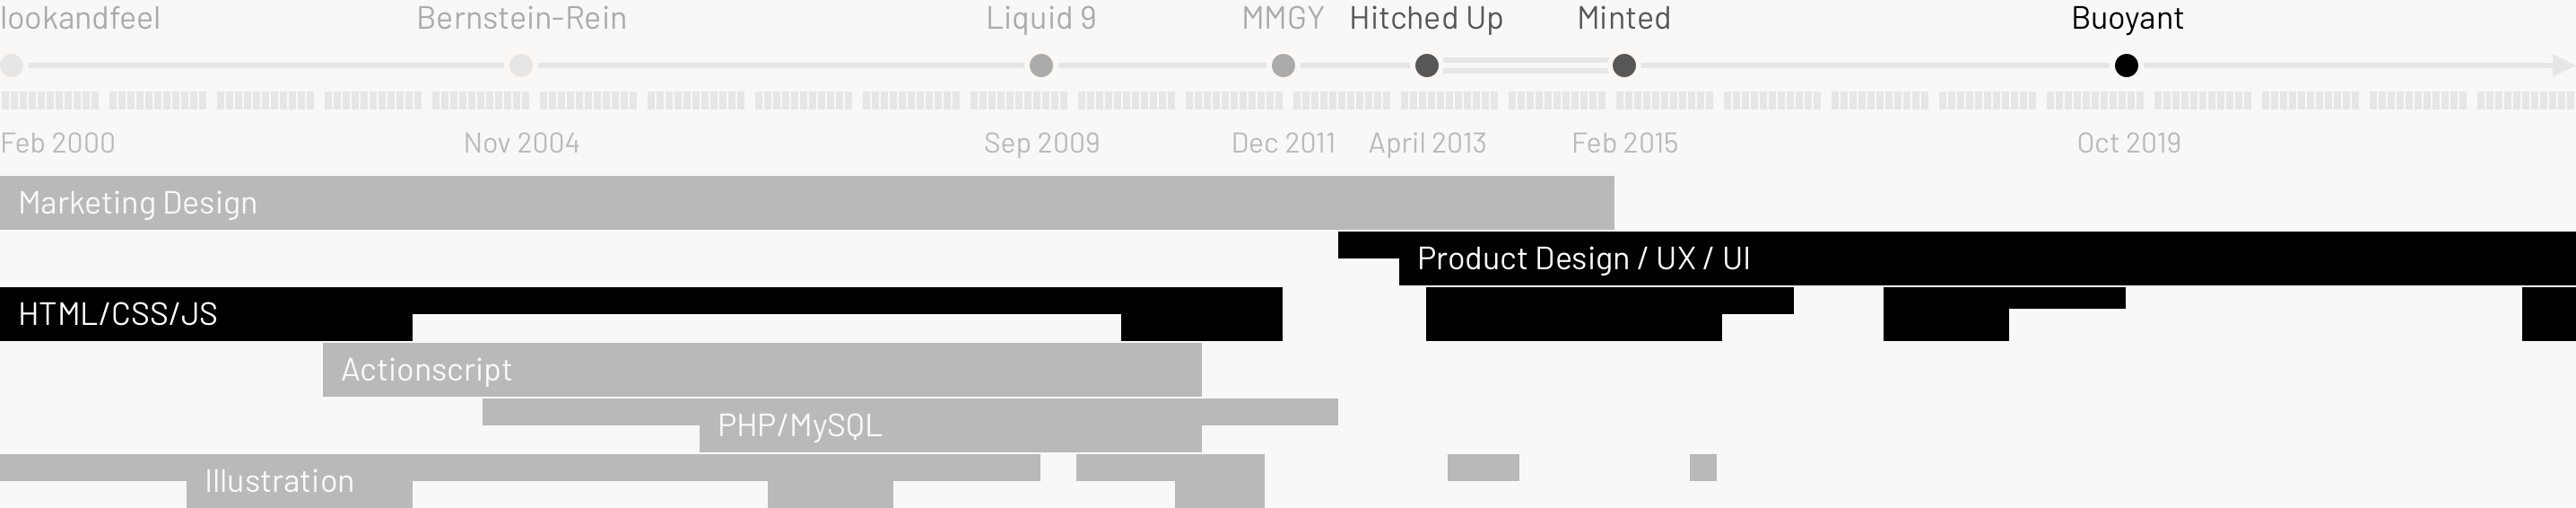 lookandfeel Bernstein-Rein Liquid 9 MMGY Hitched Up Minted Buoyant
Feb 2000 Nov 2004 Sep 2009 Dec 2011 April 2013 Feb 2015 Oct 2019
Marketing Design
Product Design / UX / UI
HTML/CSS/JS
Actionscript
PHP/MySQL
Illustration